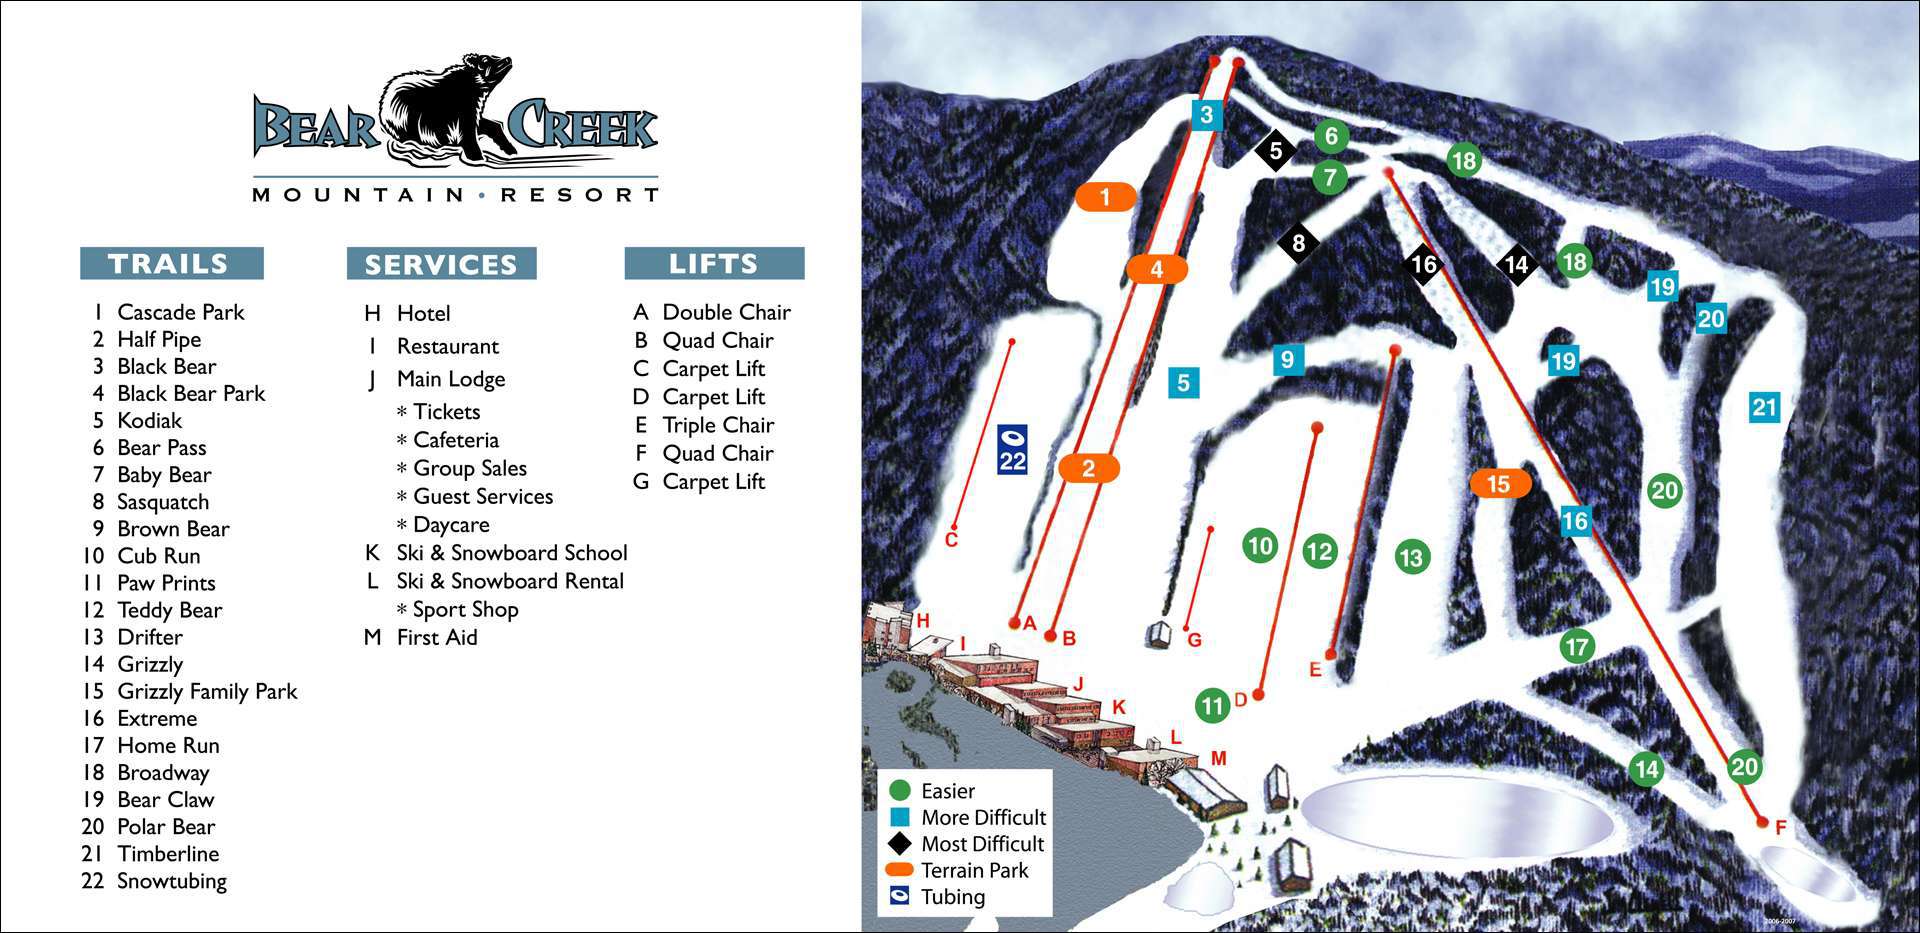 BEAR CREEK
MOUNTAIN • RESORT
TRAILS
1 Cascade Park
2 Half Pipe
3 Black Bear
4 Black Bear Park
5 Kodiak
6 Bear Pass
7 Baby Bear
8 Sasquatch
9 Brown Bear
10 Cub Run
11 Paw Prints
12 Teddy Bear
13 Drifter
14 Grizzly
15 Grizzly Family Park
16 Extreme
17 Home Run
18 Broadway
19 Bear Claw
20 Polar Bear
21 Timberline
22 Snowtubing
SERVICES
H Hotel
I Restaurant
J Main Lodge
* Tickets
* Cafeteria
* Group Sales
* Guest Services
* Daycare
K Ski & Snowboard School
L Ski & Snowboard Rental
* Sport Shop
M First Aid
LIFTS
A Double Chair
B Quad Chair
C Carpet Lift
D Carpet Lift
E Triple Chair
F Quad Chair
G Carpet Lift
3
6
5
18
7
1
8
4
16
14
18
19
20
9
19
5
21
22
2
15
20
16
C
10
12
13
H
A
B
G
I
17
E
J
11
D
K
L
M
14
20
F
Easier
More Difficult
Most Difficult
Terrain Park
Tubing
2006-2007